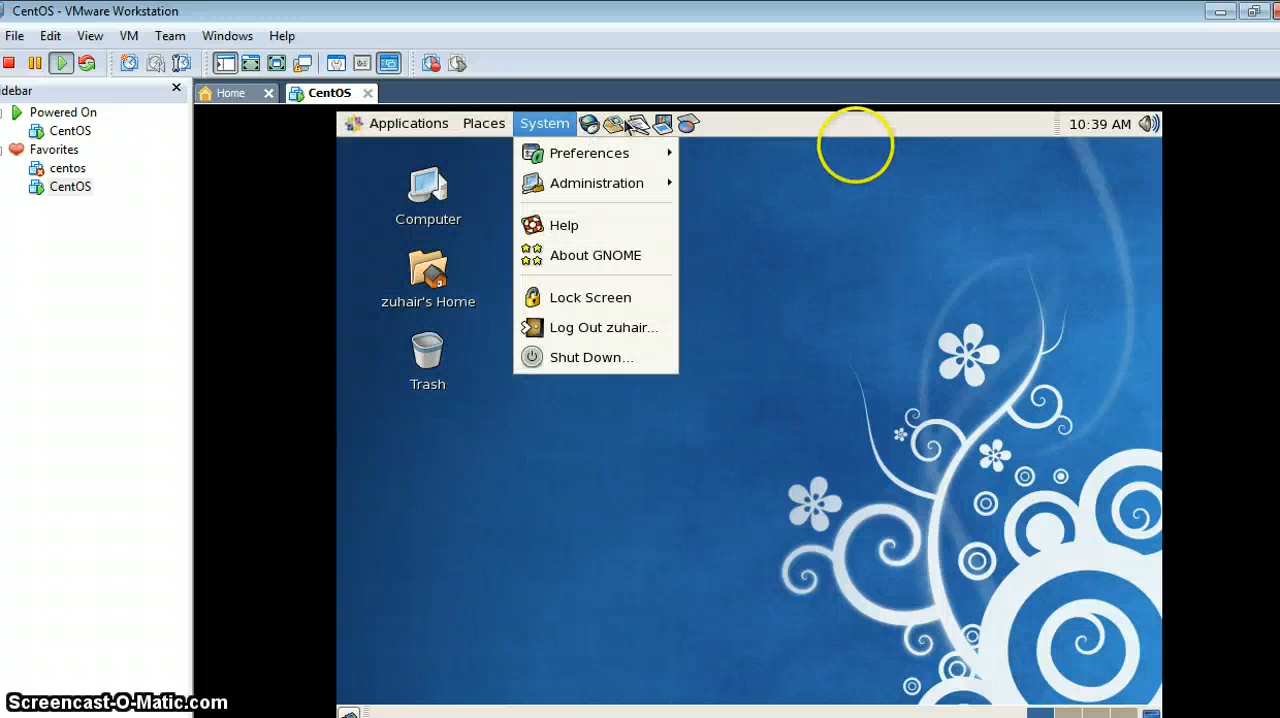 CentOS - VMware Workstation
File Edit View VM Team Windows Help
idebar
Home
CentOS
Powered On
CentOS
Favorites
centos
CentOS
Applications Places System
10:39 AM
Preferences
Administration
Help
About GNOME
Lock Screen
Log Out zuhair...
Shut Down...
Computer
zuhair's Home
Trash
Screencast-O-Matic.com